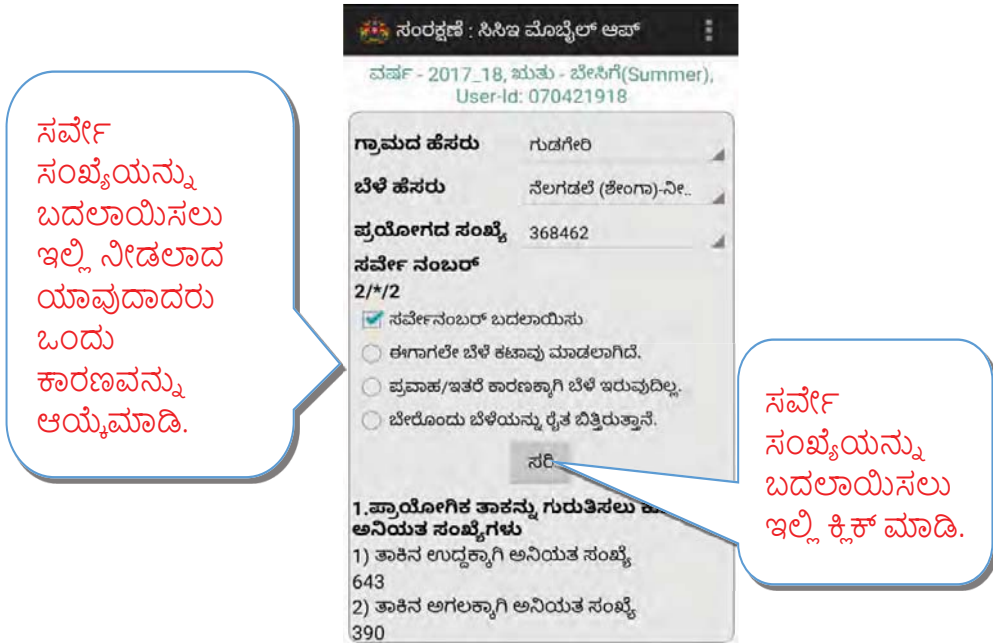 ಸಂರಕ್ಷಣೆ : ಸಿಸಿಇ ಮೊಬೈಲ್ ಆಪ್
ವರ್ಷ - 2017_18, ಋತು - ಬೇಸಿಗೆ(Summer),
User-Id: 070421918
ಗ್ರಾಮದ ಹೆಸರು ಗುಡಗೇರಿ
ಬೆಳೆ ಹೆಸರು ನೆಲಗಡಲೆ (ಶೇಂಗಾ)-ನೀ..
ಪ್ರಯೋಗದ ಸಂಖ್ಯೆ 368462
ಸರ್ವೇ ನಂಬರ್
2/*/2
ಸರ್ವೇನಂಬರ್ ಬದಲಾಯಿಸು
ಈಗಾಗಲೇ ಬೆಳೆ ಕಟಾವು ಮಾಡಲಾಗಿದೆ.
ಪ್ರವಾಹ/ಇತರೆ ಕಾರಣಕ್ಕಾಗಿ ಬೆಳೆ ಇರುವುದಿಲ್ಲ.
ಬೇರೊಂದು ಬೆಳೆಯನ್ನು ರೈತ ಬಿತ್ತಿರುತ್ತಾನೆ.
ಸರಿ
1.ಪ್ರಾಯೋಗಿಕ ತಾಕನ್ನು ಗುರುತಿಸಲು
ಅನಿಯತ ಸಂಖ್ಯೆಗಳು
1) ತಾಕಿನ ಉದ್ದಕ್ಕಾಗಿ ಅನಿಯತ ಸಂಖ್ಯೆ
643
2) ತಾಕಿನ ಅಗಲಕ್ಕಾಗಿ ಅನಿಯತ ಸಂಖ್ಯೆ
390
ಸರ್ವೇ
ಸಂಖ್ಯೆಯನ್ನು
ಬದಲಾಯಿಸಲು
ಇಲ್ಲಿ ನೀಡಲಾದ
ಯಾವುದಾದರು
ಒಂದು
ಕಾರಣವನ್ನು
ಆಯ್ಕೆಮಾಡಿ.
ಸರ್ವೇ
ಸಂಖ್ಯೆಯನ್ನು
ಬದಲಾಯಿಸಲು
ಇಲ್ಲಿ ಕ್ಲಿಕ್ ಮಾಡಿ.